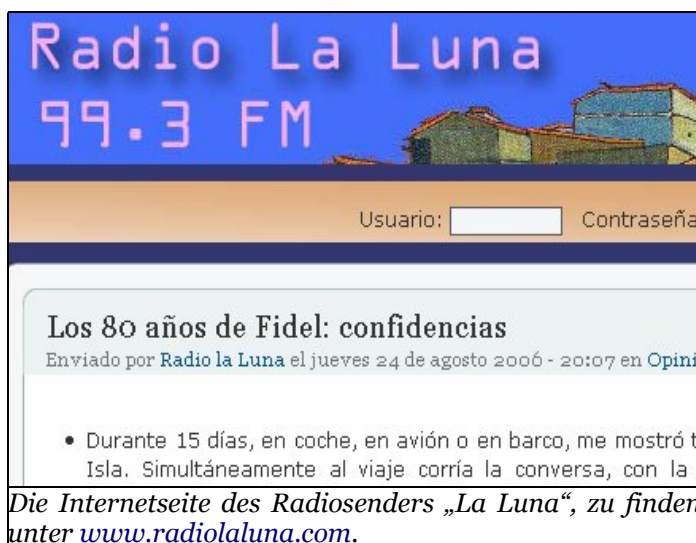 Radio La Luna
99.3 FM
Usuario: Contraseña
Los 80 años de Fidel: confidencias
Enviado por Radio la Luna el jueves 24 de agosto 2006 - 20:07 en Opini
• Durante 15 días, en coche, en avión o en barco, me mostró t
Isla. Simultáneamente al viaje corría la conversa, con la
Die Internetseite des Radiosenders „La Luna“, zu finden
unter www.radiolaluna.com.